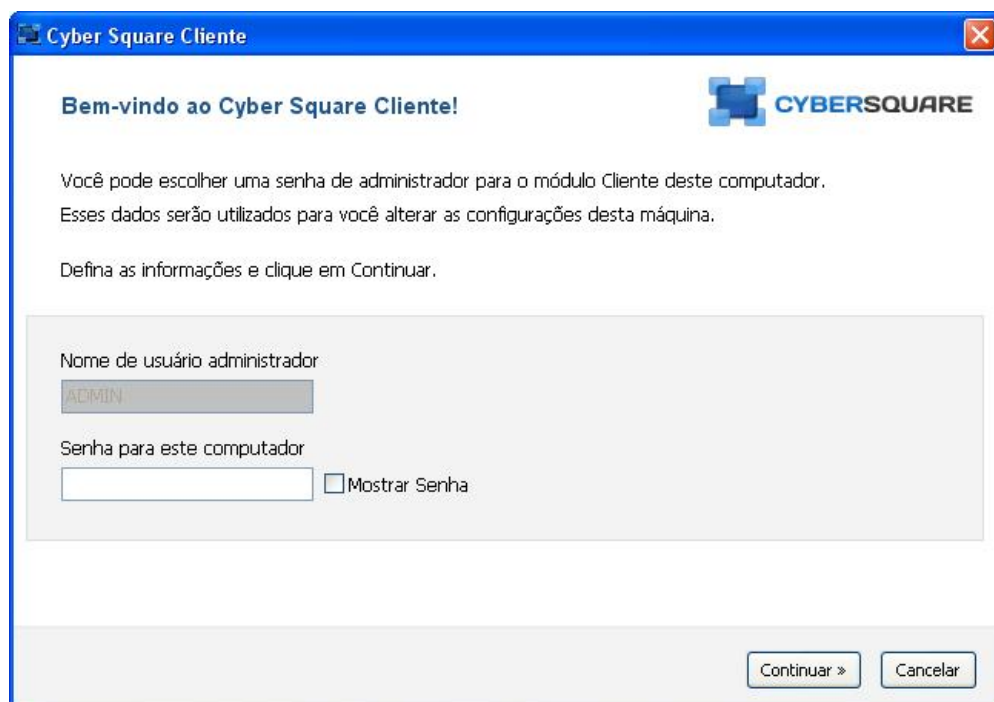 Cyber Square Cliente
Bem-vindo ao Cyber Square Cliente!
CYBERSQUARE
Você pode escolher uma senha de administrador para o módulo Cliente deste computador.
Esses dados serão utilizados para você alterar as configurações desta máquina.
Defina as informações e clique em Continuar.
Nome de usuário administrador
ADMIN
Senha para este computador
Mostrar Senha
Continuar »
Cancelar